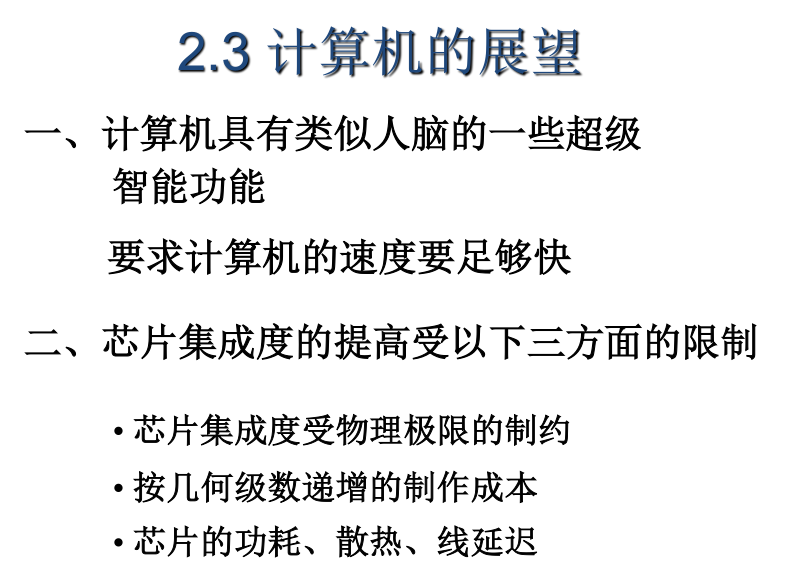 2.3 计算机的展望
一、计算机具有类似人脑的一些超级
智能功能
要求计算机的速度要足够快
二、芯片集成度的提高受以下三方面的限制
• 芯片集成度受物理极限的制约
• 按几何级数递增的制作成本
• 芯片的功耗、散热、线延迟